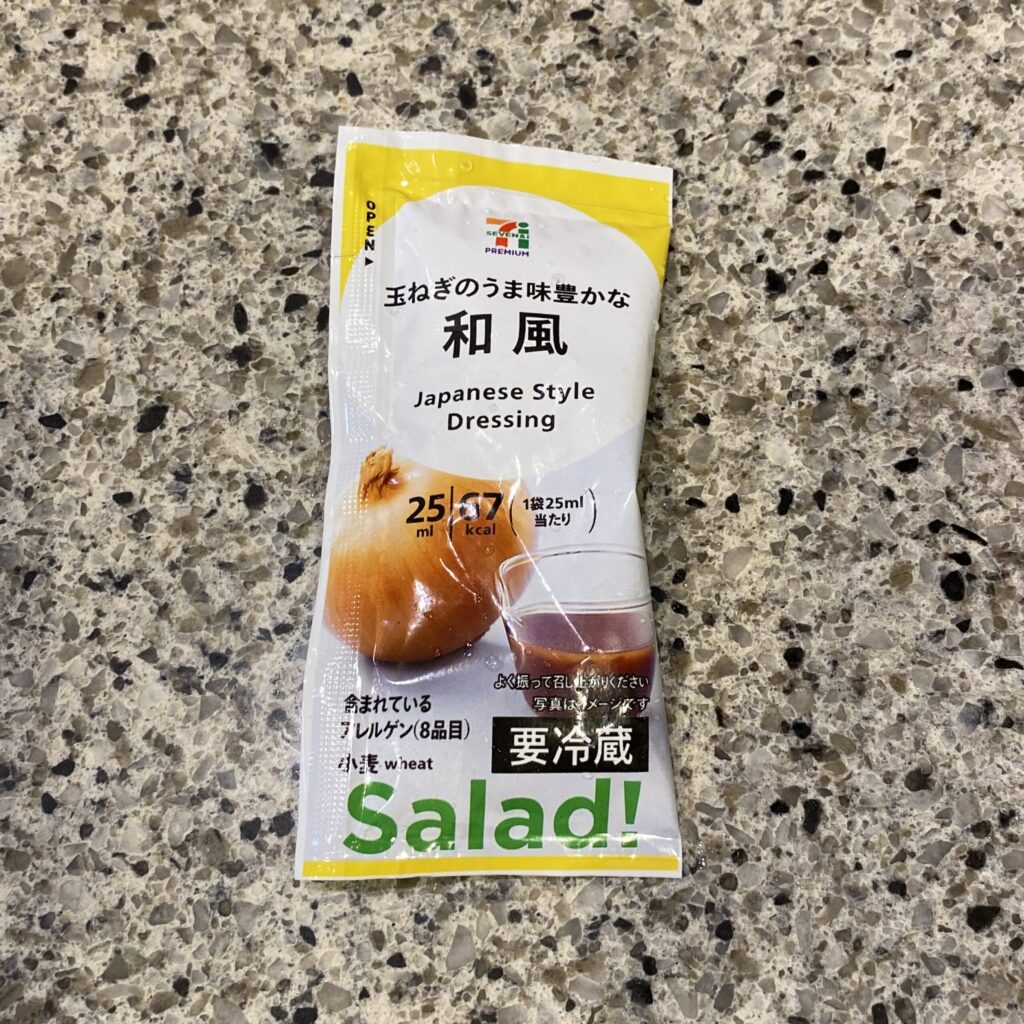 OPEN▶
7i
SEVEN&i
PREMIUM
玉ねぎのうま味豊かな
和風
Japanese Style
Dressing
25 ml | 67 kcal (1袋25ml当たり)
よく振って召し上がりください
写真はイメージです
含まれている
アレルゲン(8品目)
小麦 wheat
要冷蔵
Salad!